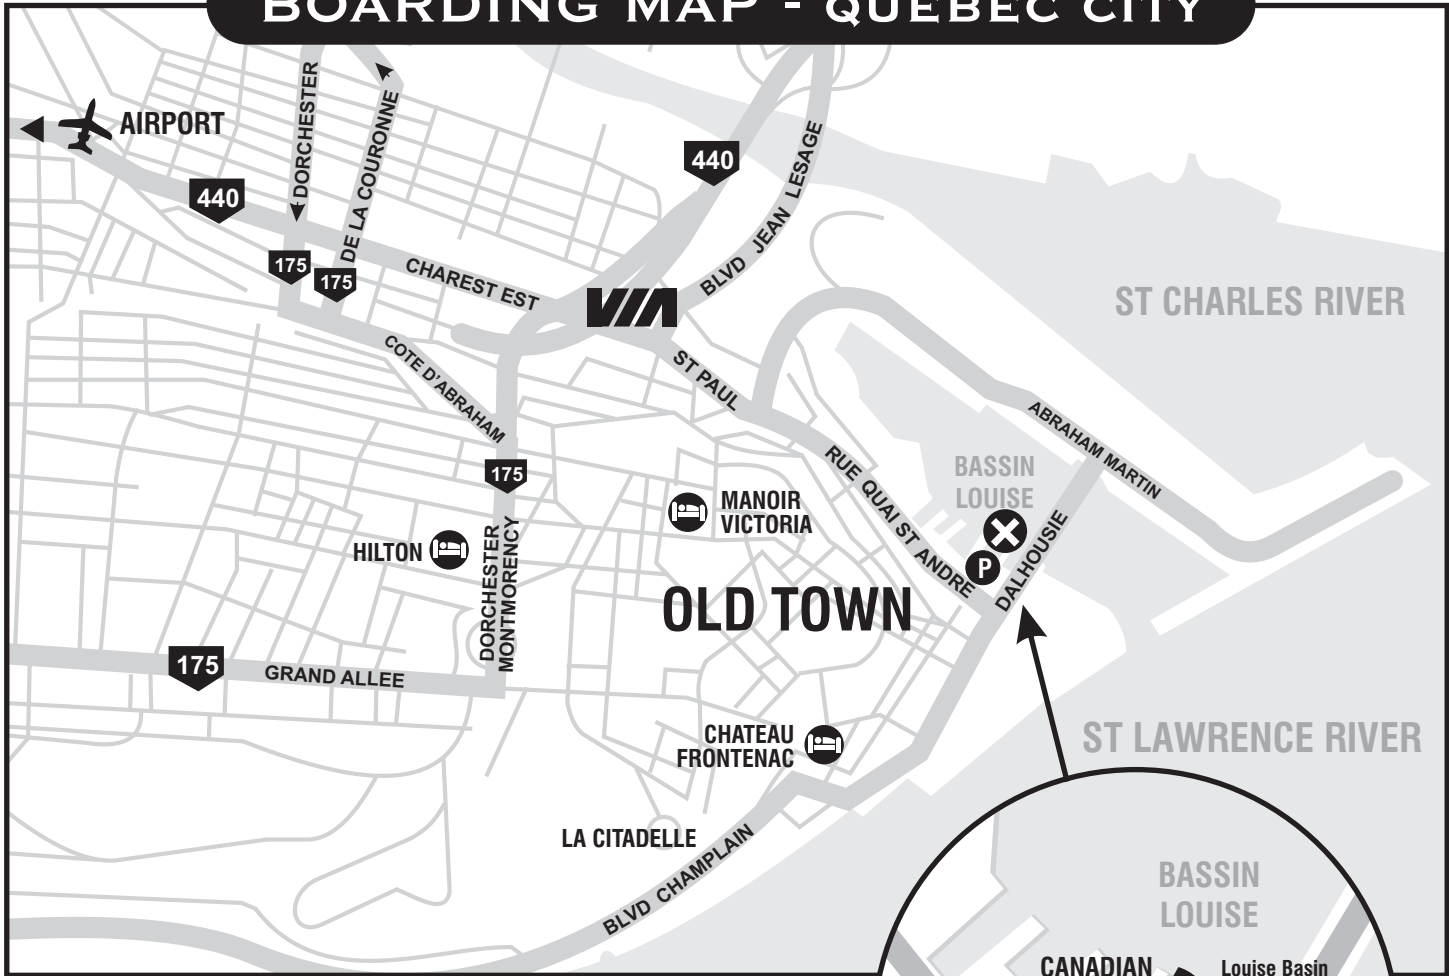 BOARDING MAP - QUEBEC CITY
AIRPORT
440
DORCHESTER
DE LA COURONNE
175
175
CHAREST EST
440
BLVD JEAN LESAGE
VIA
ST CHARLES RIVER
COTE D'ABRAHAM
ST PAUL
ABRAHAM MARTIN
175
RUE QUAI ST ANDRE
BASSIN
LOUISE
MANOIR
VICTORIA
HILTON
P
DALHOUSIE
DORCHESTER
MONTMORENCY
OLD TOWN
175
GRAND ALLEE
CHATEAU
FRONTENAC
ST LAWRENCE RIVER
LA CITADELLE
BLVD CHAMPLAIN
BASSIN
LOUISE
CANADIAN
Louise Basin